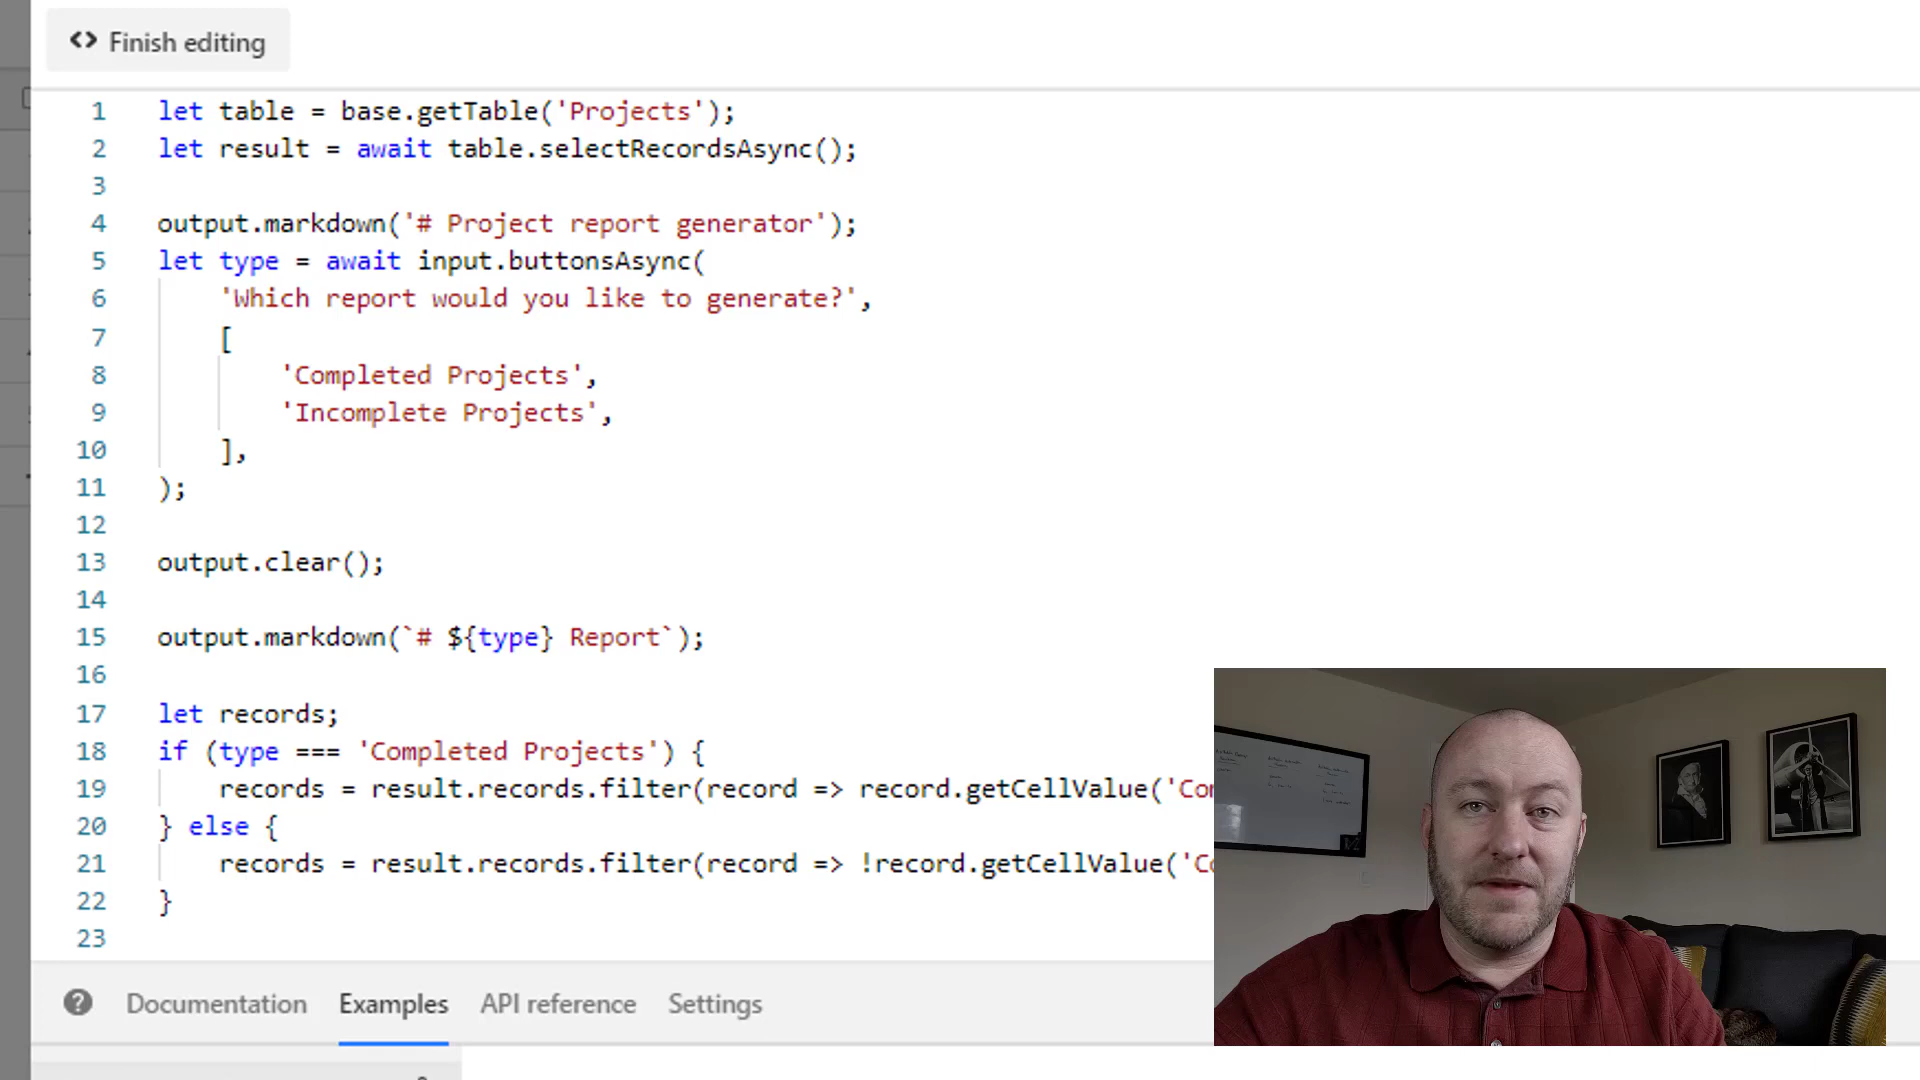 <> Finish editing
1 let table = base.getTable('Projects');
2 let result = await table.selectRecordsAsync();
3
4 output.markdown('# Project report generator');
5 let type = await input.buttonsAsync(
6 'Which report would you like to generate?',
7 [
8 'Completed Projects',
9 'Incomplete Projects',
10 ],
11 );
12
13 output.clear();
14
15 output.markdown(`# ${type} Report`);
16
17 let records;
18 if (type === 'Completed Projects') {
19 records = result.records.filter(record => record.getCellValue('Co
20 } else {
21 records = result.records.filter(record => !record.getCellValue('Co
22 }
23
? Documentation Examples API reference Settings